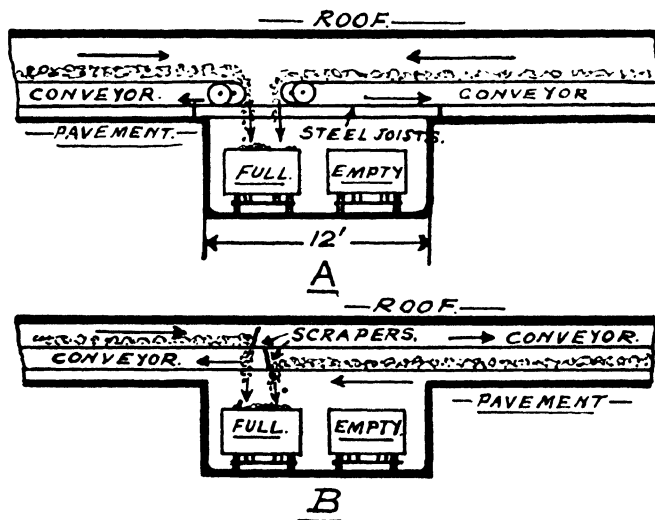 ROOF.
CONVEYOR. CONVEYOR
PAVEMENT. STEEL JOISTS.
FULL. EMPTY
12'
A
ROOF.
SCRAPERS. CONVEYOR.
CONVEYOR.
PAVEMENT
FULL. EMPTY.
B